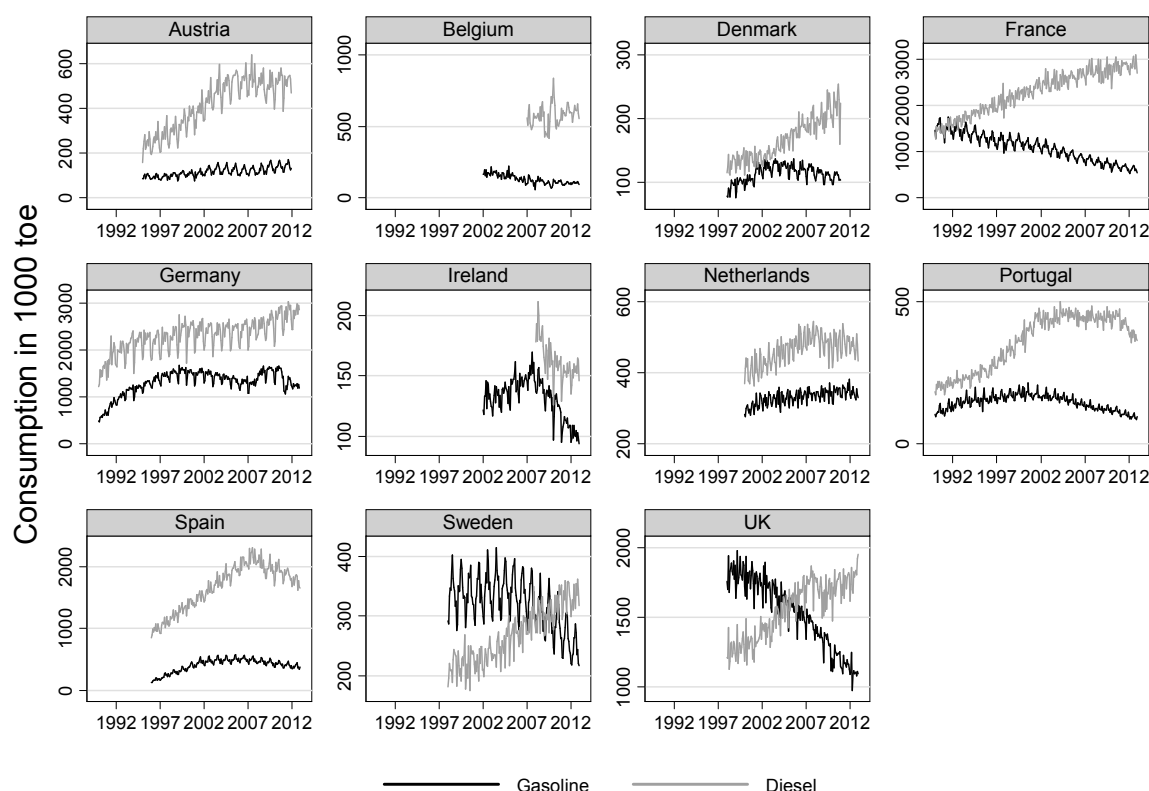 Consumption in 1000 toe
Austria
0 200 400 600
1992 1997 2002 2007 2012
Belgium
0 500 1000
1992 1997 2002 2007 2012
Denmark
100 200 300
1992 1997 2002 2007 2012
France
0 1000 2000 3000
1992 1997 2002 2007 2012
Germany
0 1000 2000 3000
1992 1997 2002 2007 2012
Ireland
100 150 200
1992 1997 2002 2007 2012
Netherlands
200 400 600
1992 1997 2002 2007 2012
Portugal
0 500
1992 1997 2002 2007 2012
Spain
0 1000 2000
1992 1997 2002 2007 2012
Sweden
200 300 400
1992 1997 2002 2007 2012
UK
1000 1500 2000
1992 1997 2002 2007 2012
Gasoline Diesel